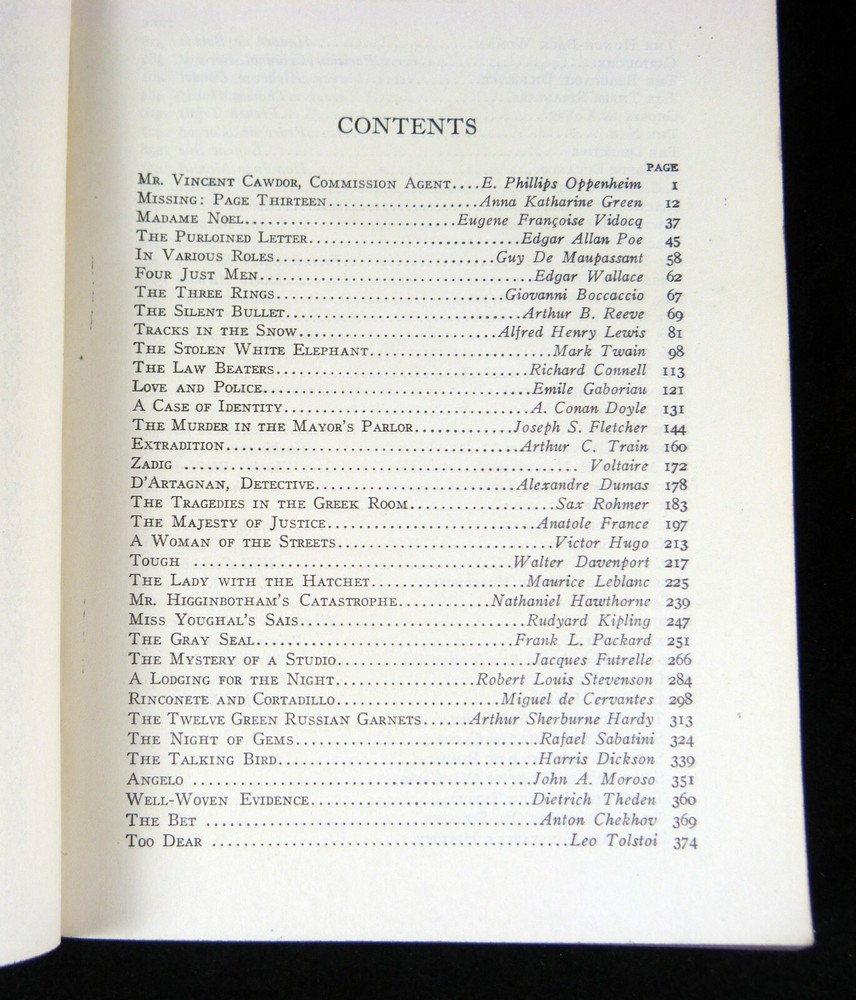 CONTENTS
PAGE
Mr. Vincent Cawdor, Commission Agent....E. Phillips Oppenheim 1
Missing: Page Thirteen....................Anna Katharine Green 12
Madame Noel............................Eugene Françoise Vidocq 37
The Purloined Letter............................Edgar Allan Poe 45
In Various Roles.............................Guy De Maupassant 58
Four Just Men....................................Edgar Wallace 62
The Three Rings..............................Giovanni Boccaccio 67
The Silent Bullet...............................Arthur B. Reeve 69
Tracks in the Snow..........................Alfred Henry Lewis 81
The Stolen White Elephant........................Mark Twain 98
The Law Beaters................................Richard Connell 113
Love and Police.................................Emile Gaboriau 121
A Case of Identity...............................A. Conan Doyle 131
The Murder in the Mayor's Parlor............Joseph S. Fletcher 144
Extradition......................................Arthur C. Train 160
Zadig ............................................... Voltaire 172
D'Artagnan, Detective.........................Alexandre Dumas 178
The Tragedies in the Greek Room...................Sax Rohmer 183
The Majesty of Justice...........................Anatole France 197
A Woman of the Streets............................Victor Hugo 213
Tough ........................................Walter Davenport 217
The Lady with the Hatchet....................Maurice Leblanc 225
Mr. Higginbotham's Catastrophe............Nathaniel Hawthorne 239
Miss Youghal's Sais..............................Rudyard Kipling 247
The Gray Seal..................................Frank L. Packard 251
The Mystery of a Studio.........................Jacques Futrelle 266
A Lodging for the Night.................Robert Louis Stevenson 284
Rinconete and Cortadillo.....................Miguel de Cervantes 298
The Twelve Green Russian Garnets......Arthur Sherburne Hardy 313
The Night of Gems...............................Rafael Sabatini 324
The Talking Bird.................................Harris Dickson 339
Angelo ..........................................John A. Moroso 351
Well-Woven Evidence...........................Dietrich Theden 360
The Bet .........................................Anton Chekhov 369
Too Dear ...........................................Leo Tolstoi 374